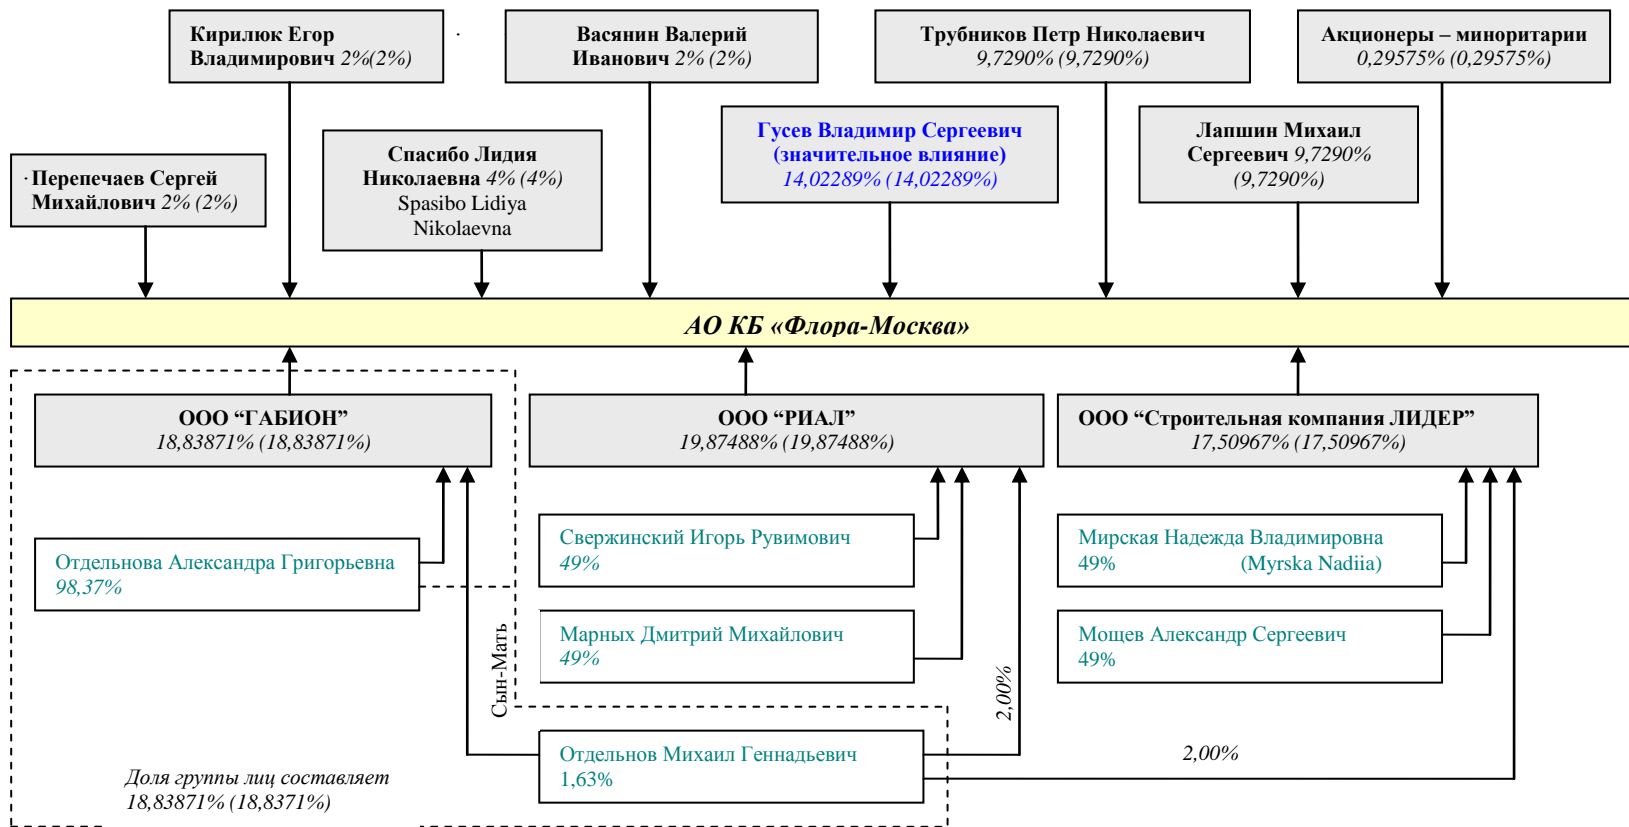 Кирилюк Егор
Владимирович 2%(2%)
Васянин Валерий
Иванович 2% (2%)
Трубников Петр Николаевич
9,7290% (9,7290%)
Акционеры – миноритарии
0,29575% (0,29575%)
Перепечаев Сергей
Михайлович 2% (2%)
Спасибо Лидия
Николаевна 4% (4%)
Spasibo Lidiya
Nikolaevna
Гусев Владимир Сергеевич
(значительное влияние)
14,02289% (14,02289%)
Лапшин Михаил
Сергеевич 9,7290%
(9,7290%)
АО КБ «Флора-Москва»
ООО “ГАБИОН”
18,83871% (18,83871%)
ООО “РИАЛ”
19,87488% (19,87488%)
ООО “Строительная компания ЛИДЕР”
17,50967% (17,50967%)
Отдельнова Александра Григорьевна
98,37%
Свержинский Игорь Рувимович
49%
Мирская Надежда Владимировна
49% (Myrska Nadiia)
Марных Дмитрий Михайлович
49%
Мощев Александр Сергеевич
49%
Сын-Мать
2,00%
Отдельнов Михаил Геннадьевич
1,63%
2,00%
Доля группы лиц составляет
18,83871% (18,8371%)